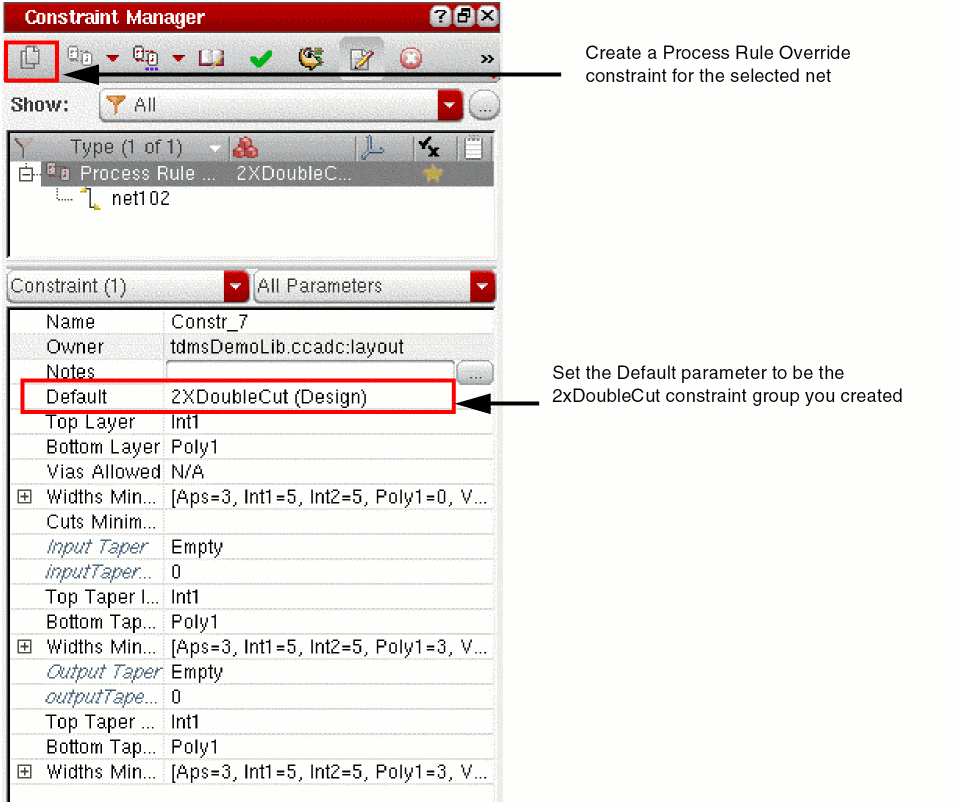 Constraint Manager
Create a Process Rule Override
constraint for the selected net
Show: All ...
Type (1 of 1)
Process Rule ... 2XDoubleC...
net102
Constraint (1) All Parameters
Name Constr_7
Owner tdmsDemoLib.ccadc:layout
Notes ...
Default 2XDoubleCut (Design)
Set the Default parameter to be the
2xDoubleCut constraint group you created
Top Layer Int1
Bottom Layer Poly1
Vias Allowed N/A
Widths Min... [Aps=3, Int1=5, Int2=5, Poly1=0, V...
Cuts Minim...
Input Taper Empty
inputTaper... 0
Top Taper l... Int1
Bottom Tap... Poly1
Widths Min... [Aps=3, Int1=5, Int2=5, Poly1=3, V...
Output Taper Empty
outputTape... 0
Top Taper ... Int1
Bottom Tap... Poly1
Widths Min... [Aps=3, Int1=5, Int2=5, Poly1=3, V...